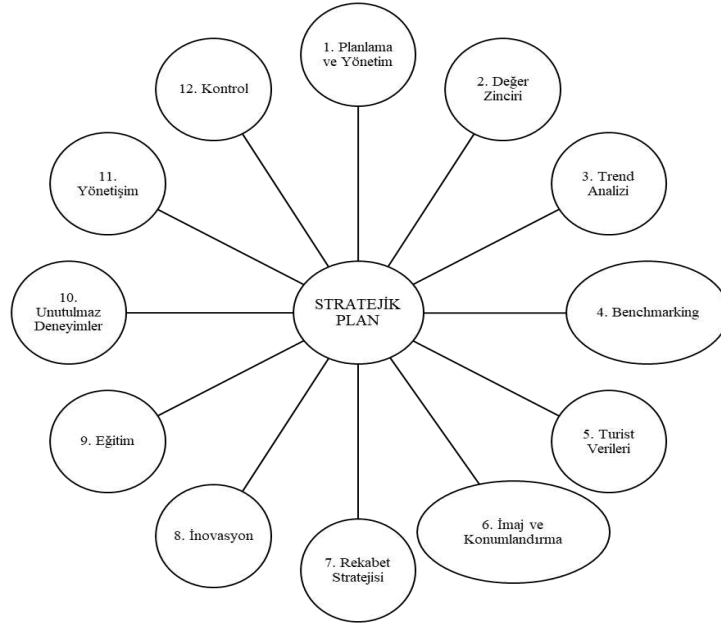 1. Planlama
ve Yönetim
2. Değer
Zinciri
3. Trend
Analizi
4. Benchmarking
5. Turist
Verileri
6. İmaj ve
Konumlandırma
7. Rekabet
Stratejisi
8. İnovasyon
9. Eğitim
10.
Unutulmaz
Deneyimler
11.
Yönetişim
12. Kontrol
STRATEJİK
PLAN